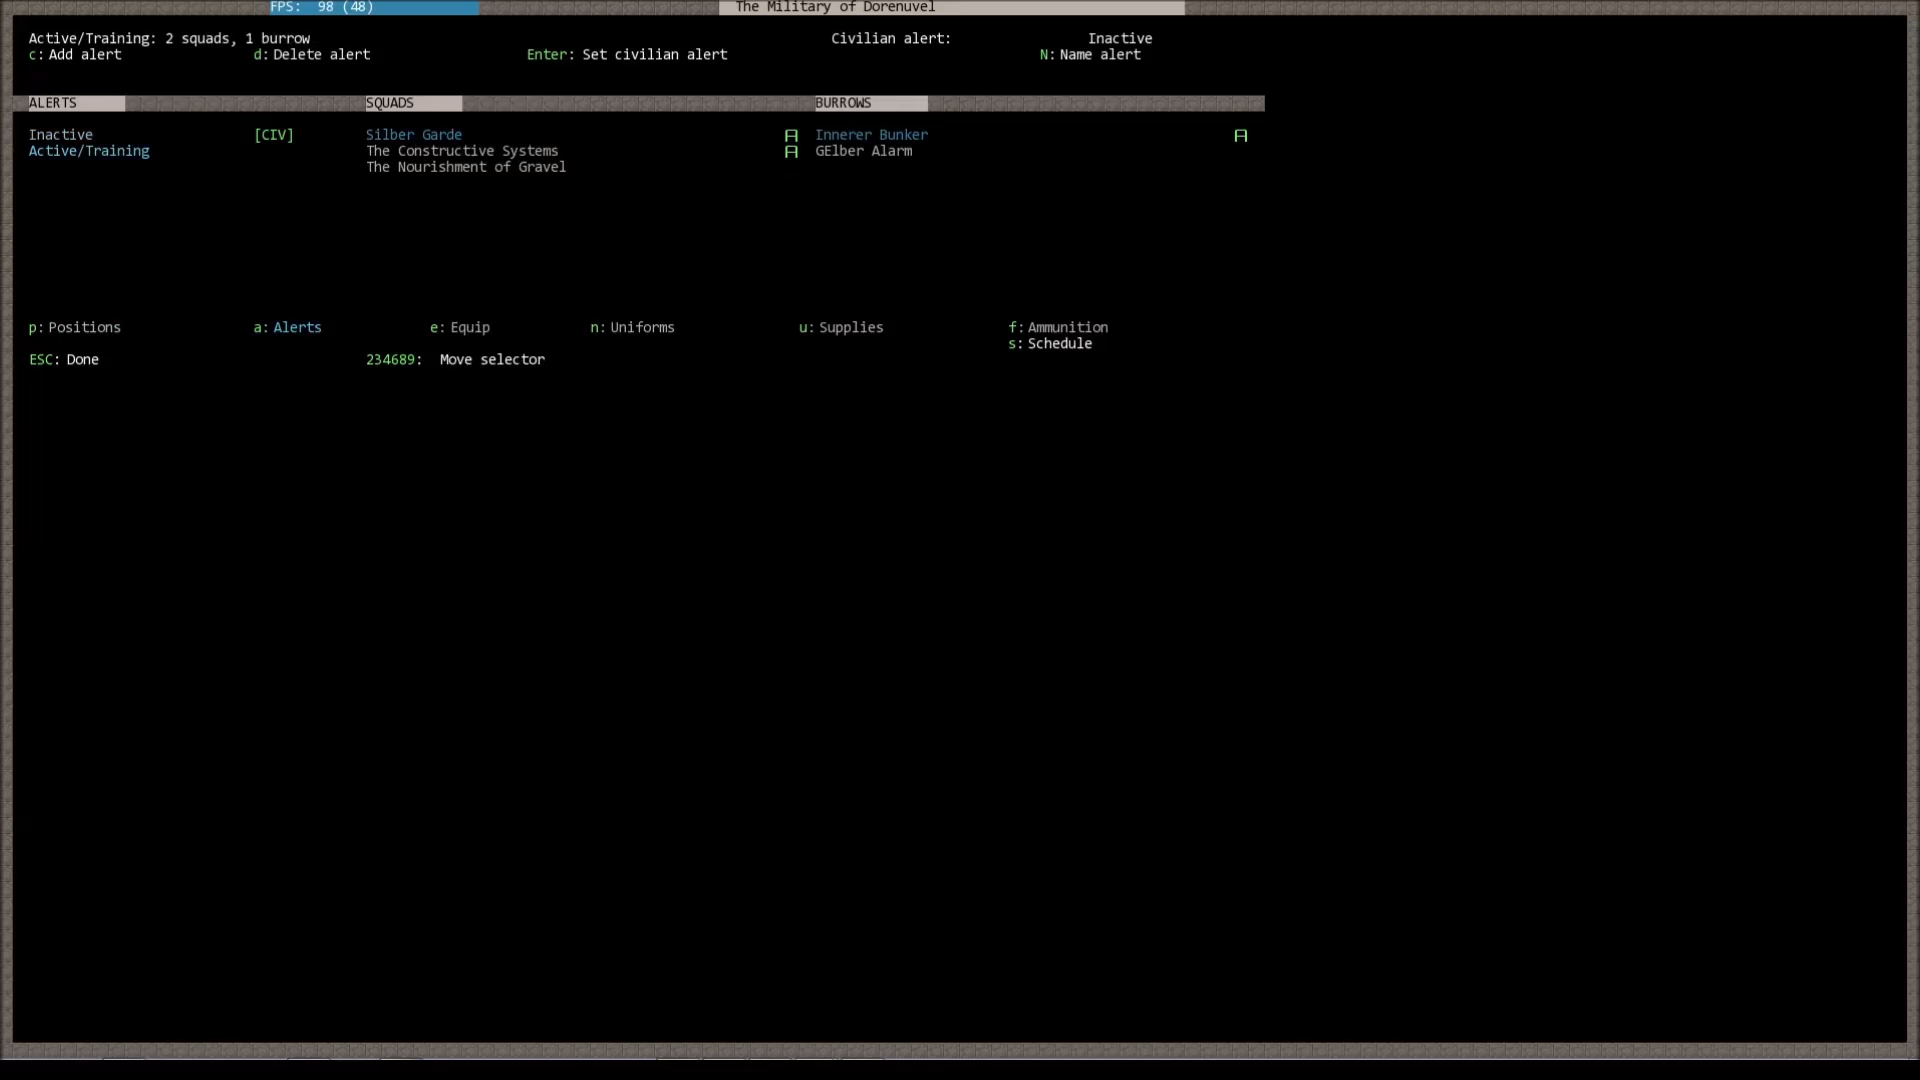 FPS: 98 (48) The Military of Dorenuvel
Active/Training: 2 squads, 1 burrow Civilian alert: Inactive
c: Add alert d: Delete alert Enter: Set civilian alert N: Name alert
ALERTS SQUADS BURROWS
Inactive [CIV] Silber Garde A Innerer Bunker A
Active/Training The Constructive Systems A GElber Alarm
The Nourishment of Gravel
p: Positions a: Alerts e: Equip n: Uniforms u: Supplies f: Ammunition
s: Schedule
ESC: Done 234689: Move selector